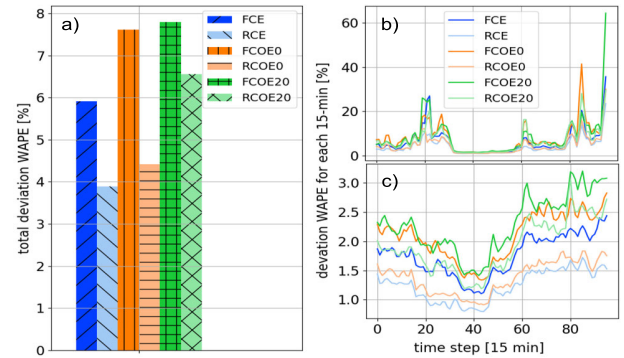 a)
total deviation WAPE [%]
8
7
6
5
4
3
2
1
0
FCE
RCE
FCOE0
RCOE0
FCOE20
RCOE20
b)
devation WAPE for each 15-min [%]
60
40
20
0
FCE
RCE
FCOE0
RCOE0
FCOE20
RCOE20
c)
3.0
2.5
2.0
1.5
1.0
0 20 40 60 80
time step [15 min]